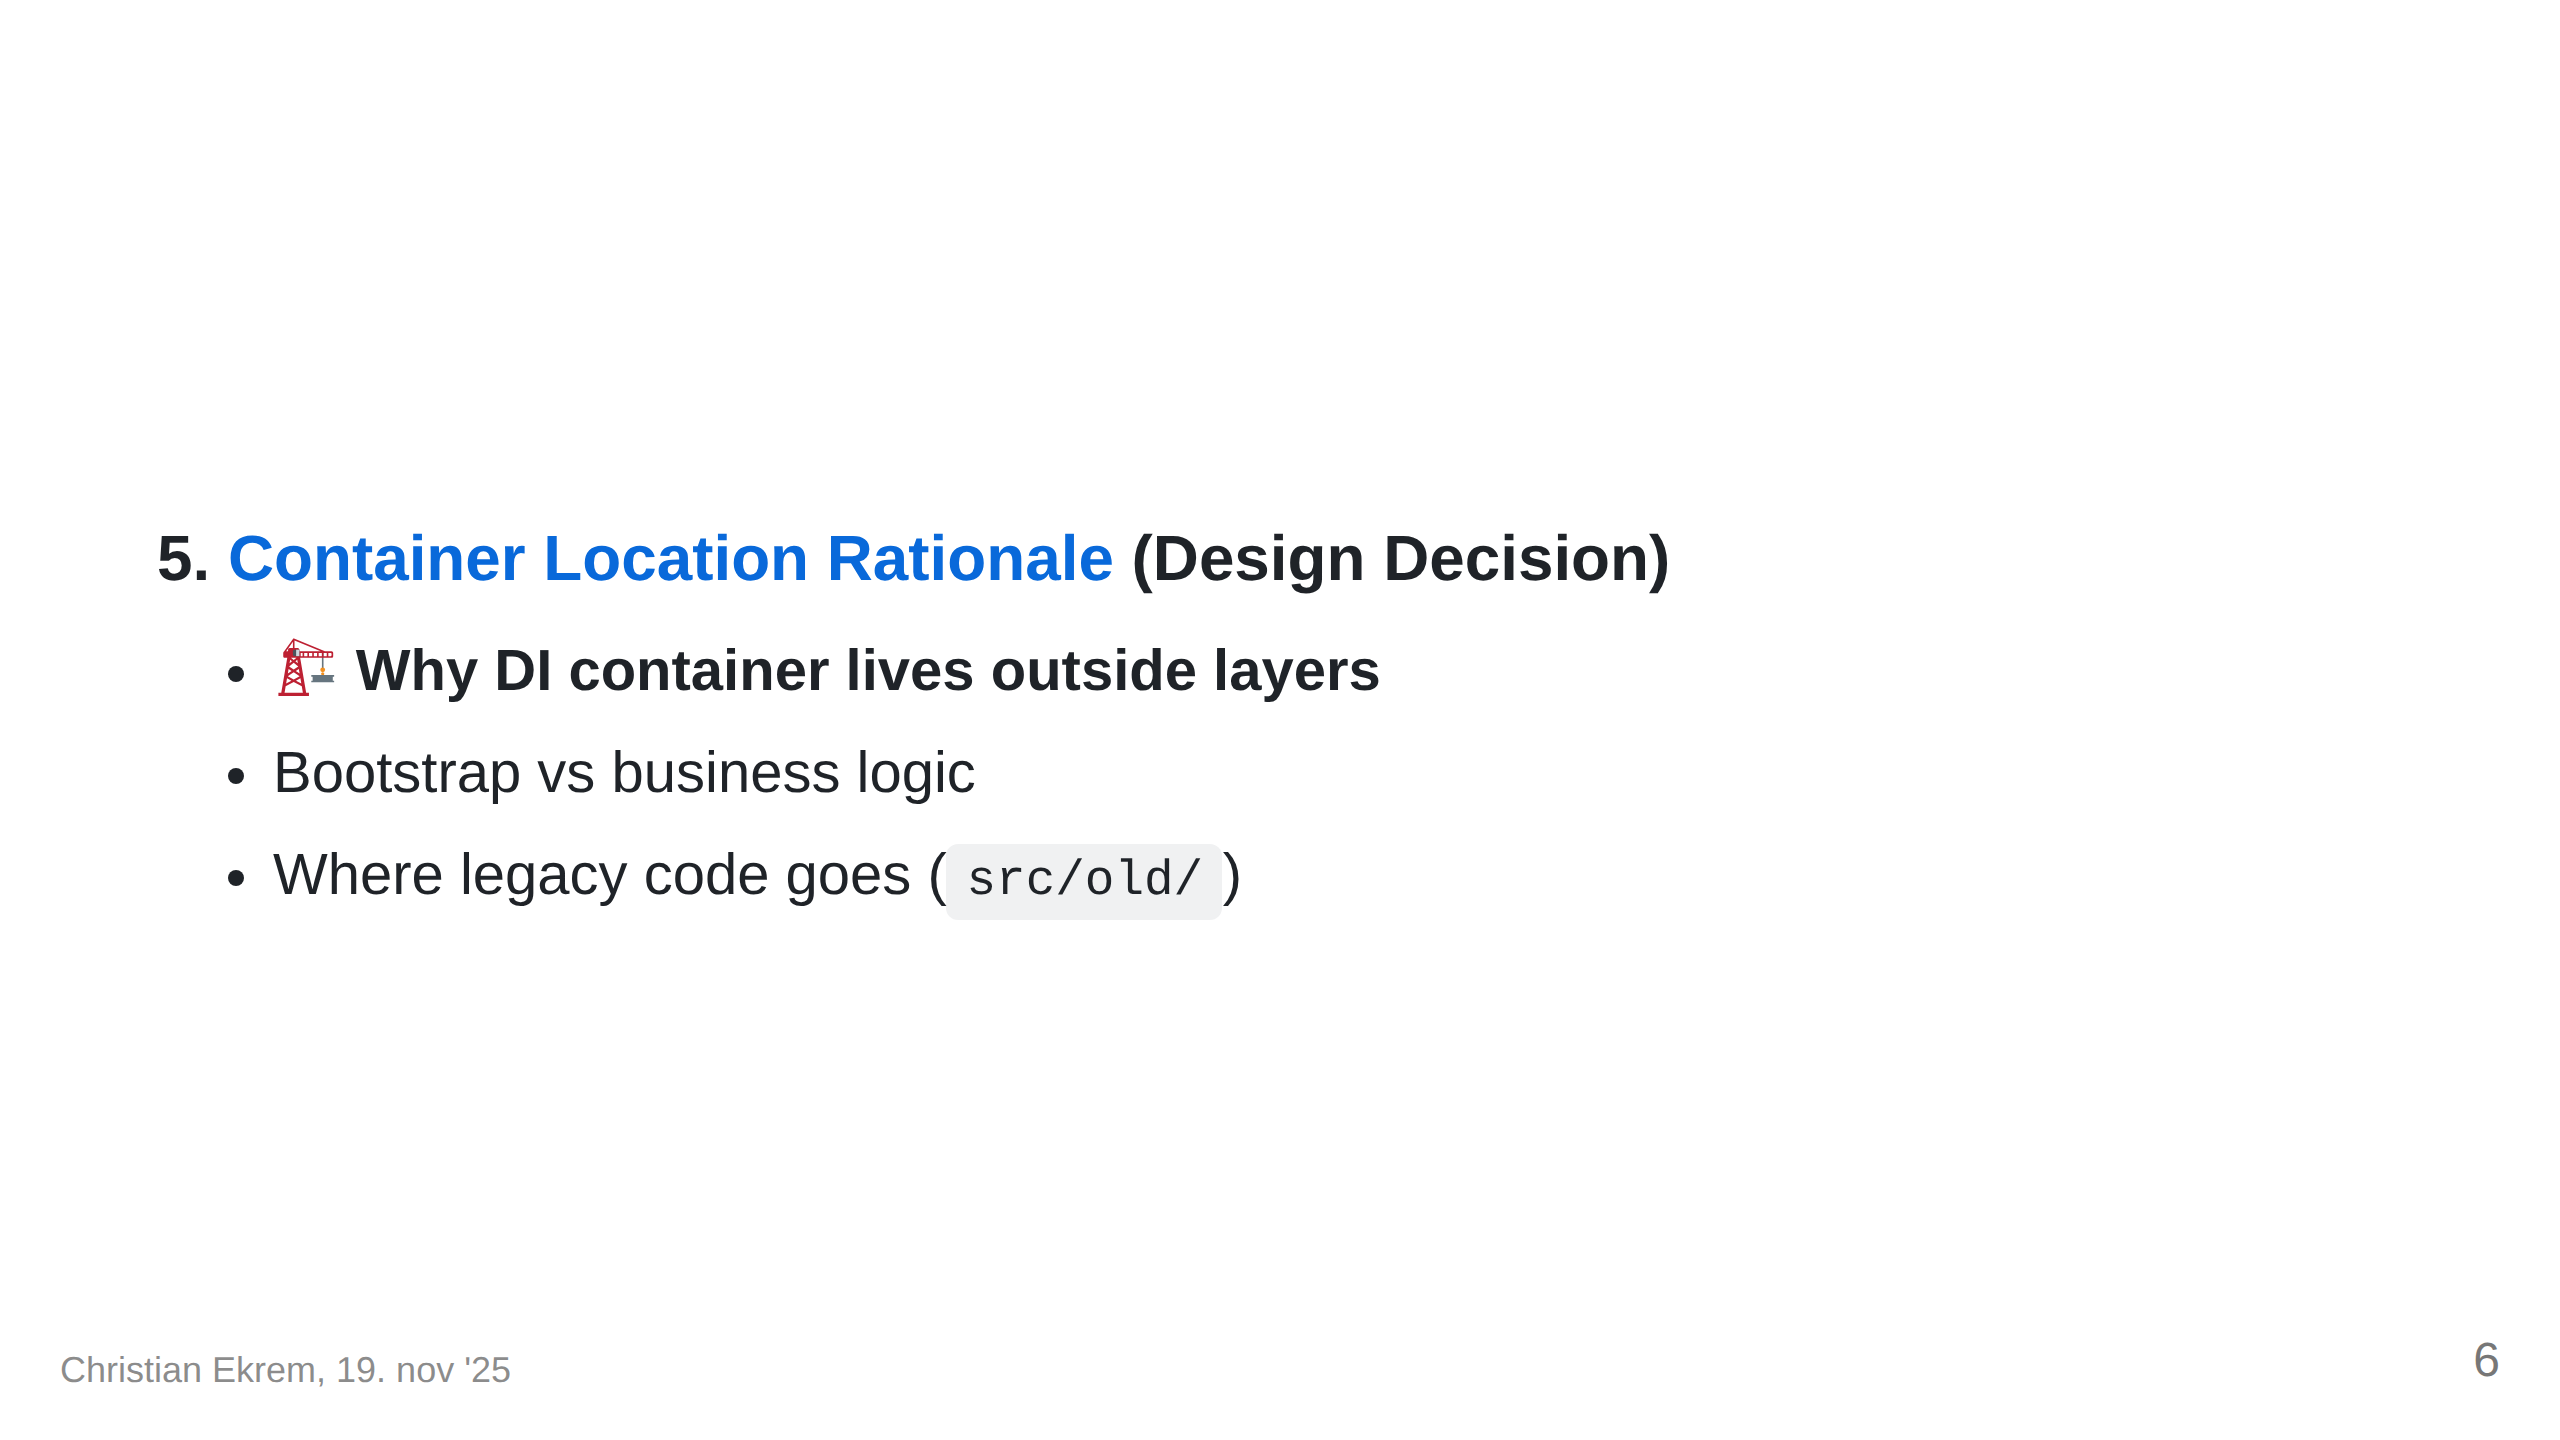 5. Container Location Rationale (Design Decision)
• 🏗️ Why DI container lives outside layers
• Bootstrap vs business logic
• Where legacy code goes (src/old/)
Christian Ekrem, 19. nov '25
6